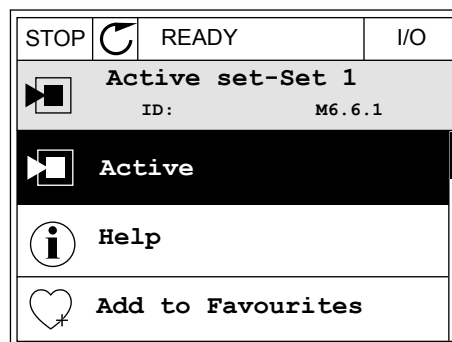 STOP READY I/O
Active set-Set 1
ID: M6.6.1
Active
Help
Add to Favourites